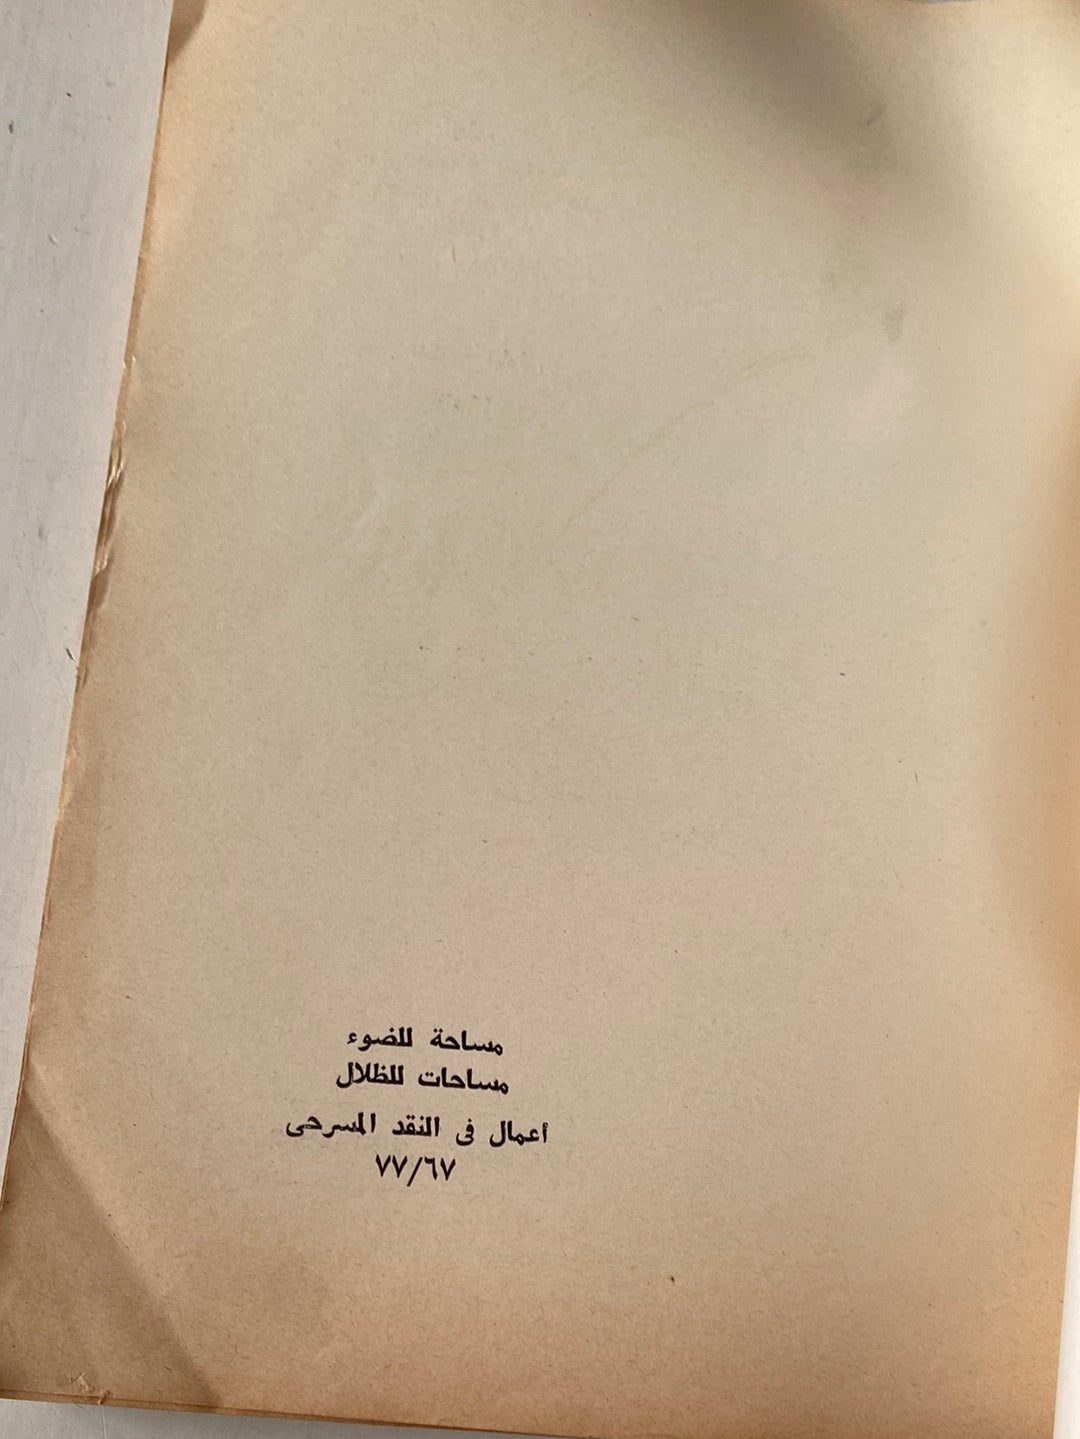 مساحة للضوء
مساحات للظلال
أعمال فى النقد المسرحى
٧٧/٦٧